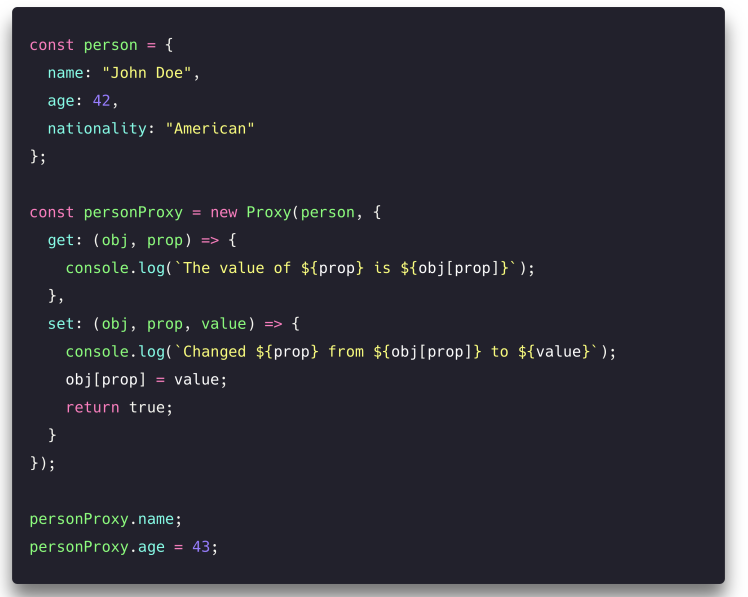 const person = {
  name: "John Doe",
  age: 42,
  nationality: "American"
};

const personProxy = new Proxy(person, {
  get: (obj, prop) => {
    console.log(`The value of ${prop} is ${obj[prop]}`);
  },
  set: (obj, prop, value) => {
    console.log(`Changed ${prop} from ${obj[prop]} to ${value}`);
    obj[prop] = value;
    return true;
  }
});

personProxy.name;
personProxy.age = 43;